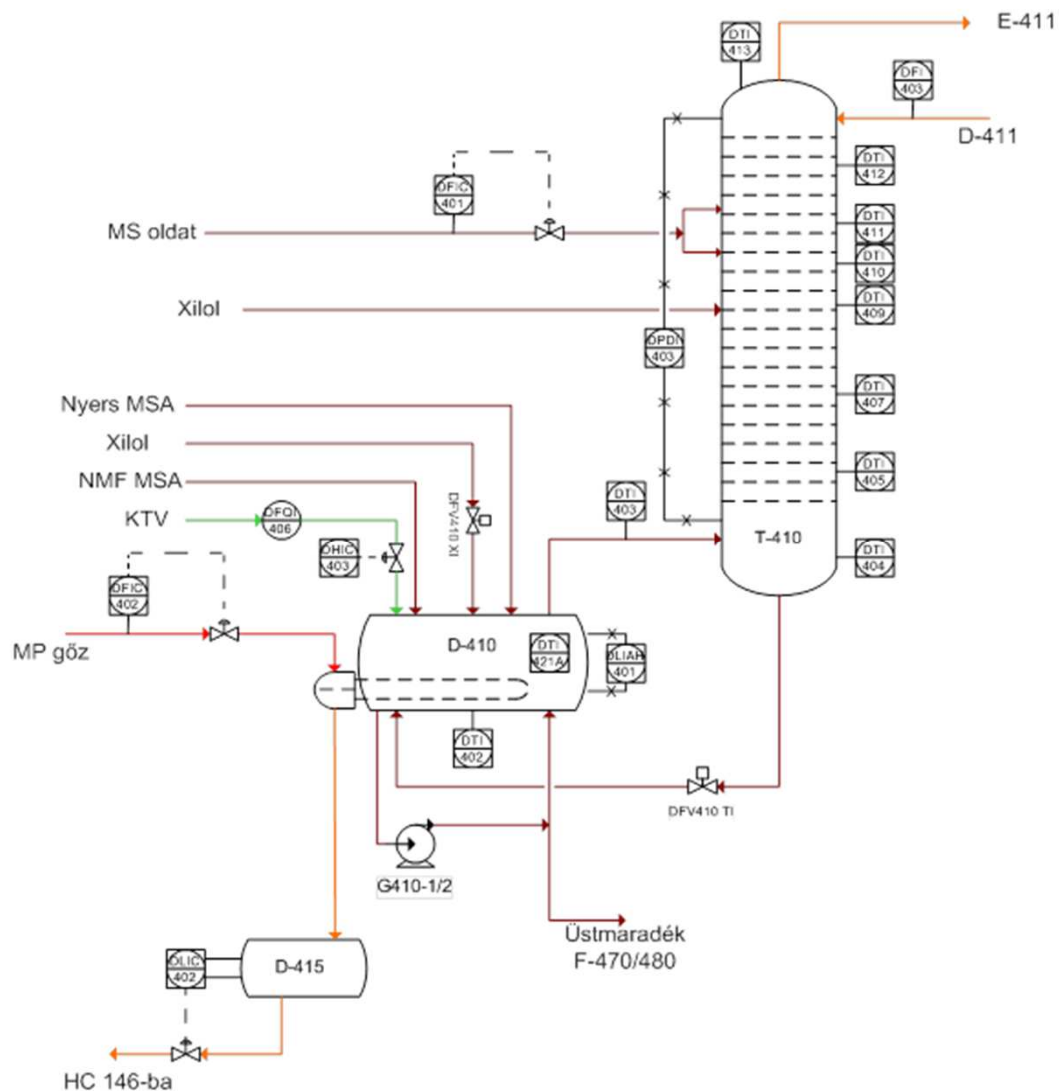 E-411
DTI
413
DFI
403
D-411
DTI
412
DFIC
401
MS oldat
DTI
411
DTI
410
DTI
409
Xilol
DPDI
403
DTI
407
Nyers MSA
Xilol
DTI
405
NMF MSA
DTI
403
KTV
DFQI
406
DFV410 XI
T-410
DHIC
403
DTI
404
DFIC
402
MP gőz
D-410
DTI
421A
DLIAH
401
DTI
402
DFV410 TI
G410-1/2
Üstmaradék
F-470/480
DLIC
402
D-415
HC 146-ba